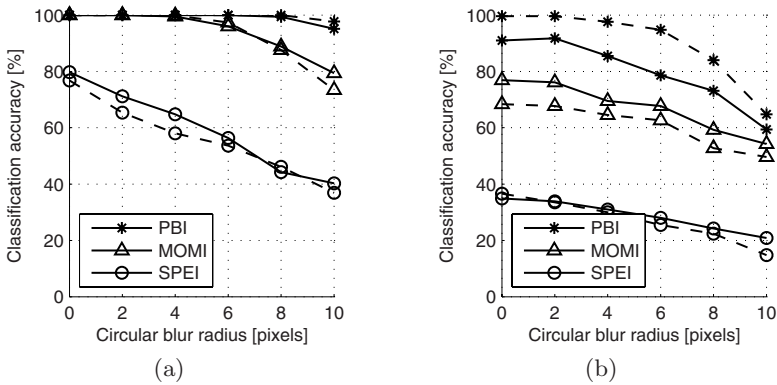 Classification accuracy [%]
100
80
60
40
20
0
PBI
MOMI
SPEI
0 2 4 6 8 10
Circular blur radius [pixels]
(a)
Classification accuracy [%]
100
80
60
40
20
0
PBI
MOMI
SPEI
0 2 4 6 8 10
Circular blur radius [pixels]
(b)